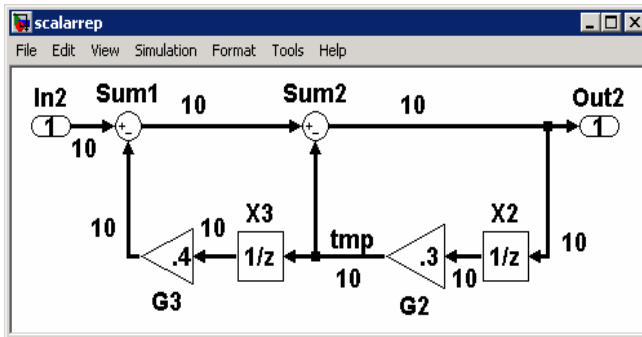 scalarrep
File Edit View Simulation Format Tools Help
In2 Sum1 10 Sum2 10 Out2
1 + - + - 1
10
10 10 X3 tmp X2 10
.4 1/z 10 .3 10 1/z
G3 G2